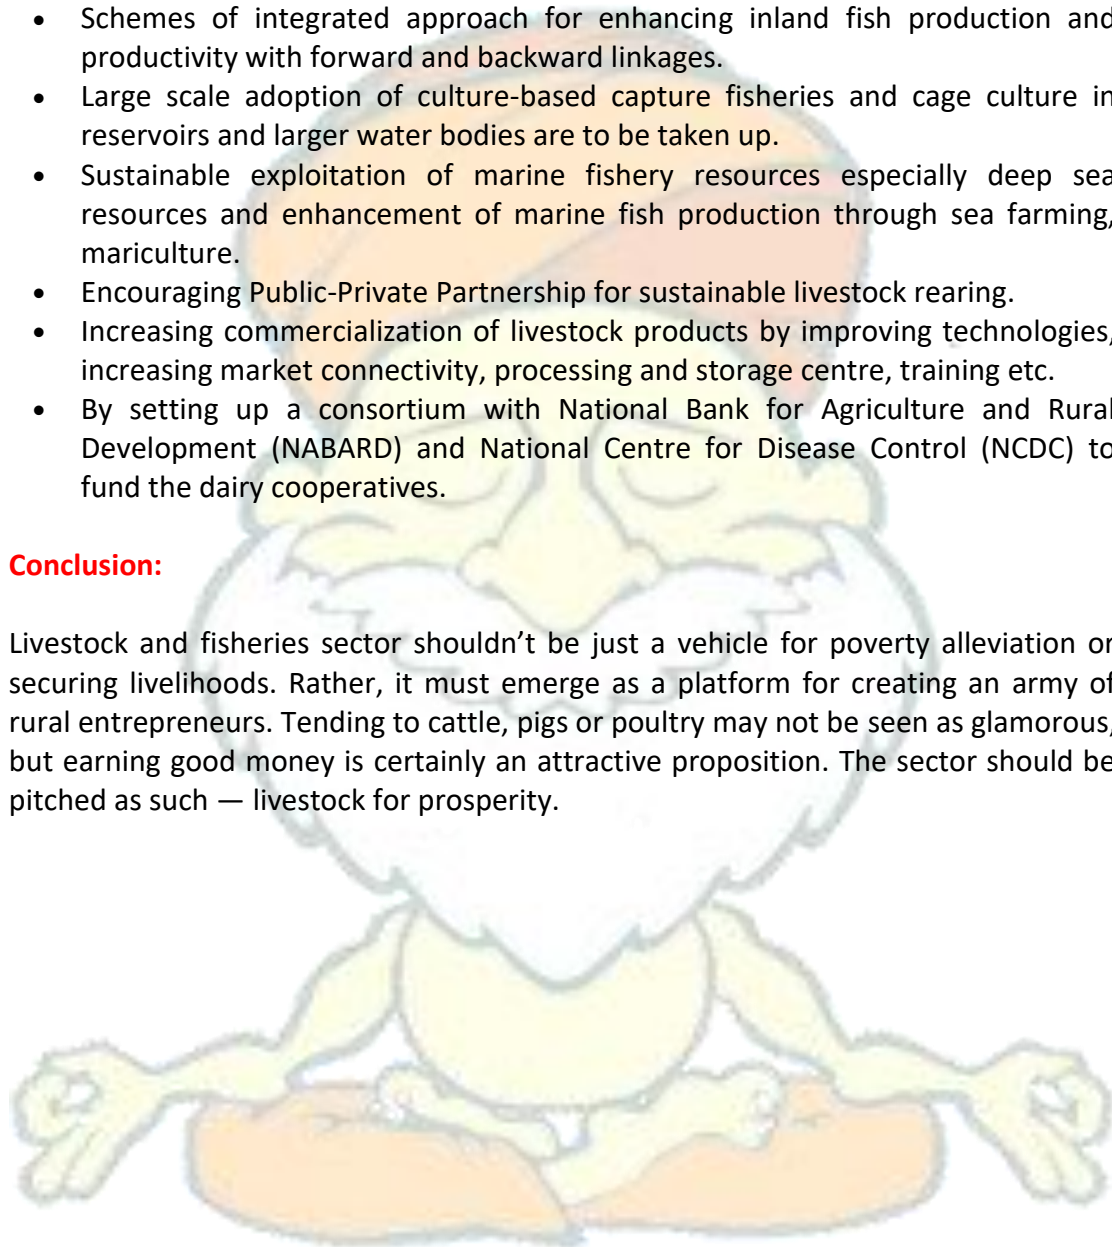 • Schemes of integrated approach for enhancing inland fish production and
productivity with forward and backward linkages.
• Large scale adoption of culture-based capture fisheries and cage culture in
reservoirs and larger water bodies are to be taken up.
• Sustainable exploitation of marine fishery resources especially deep sea
resources and enhancement of marine fish production through sea farming,
mariculture.
• Encouraging Public-Private Partnership for sustainable livestock rearing.
• Increasing commercialization of livestock products by improving technologies,
increasing market connectivity, processing and storage centre, training etc.
• By setting up a consortium with National Bank for Agriculture and Rural
Development (NABARD) and National Centre for Disease Control (NCDC) to
fund the dairy cooperatives.
Conclusion:
Livestock and fisheries sector shouldn’t be just a vehicle for poverty alleviation or
securing livelihoods. Rather, it must emerge as a platform for creating an army of
rural entrepreneurs. Tending to cattle, pigs or poultry may not be seen as glamorous,
but earning good money is certainly an attractive proposition. The sector should be
pitched as such — livestock for prosperity.